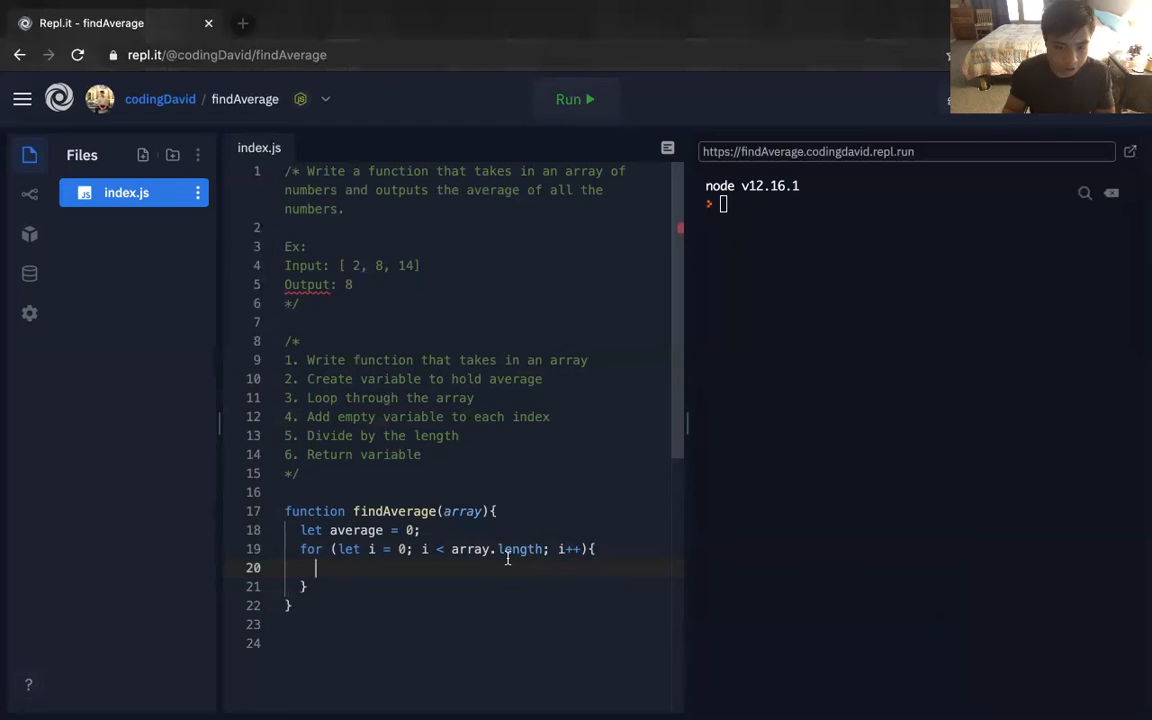 Repl.it - findAverage
repl.it/@codingDavid/findAverage
codingDavid / findAverage
Run
Files
index.js
index.js
1 /* Write a function that takes in an array of
numbers and outputs the average of all the
numbers.
2
3 Ex:
4 Input: [ 2, 8, 14]
5 Output: 8
6 */
7
8 /*
9 1. Write function that takes in an array
10 2. Create variable to hold average
11 3. Loop through the array
12 4. Add empty variable to each index
13 5. Divide by the length
14 6. Return variable
15 */
16
17 function findAverage(array){
18 let average = 0;
19 for (let i = 0; i < array.length; i++){
20
21 }
22 }
23
24
https://findAverage.codingdavid.repl.run
node v12.16.1
>
?